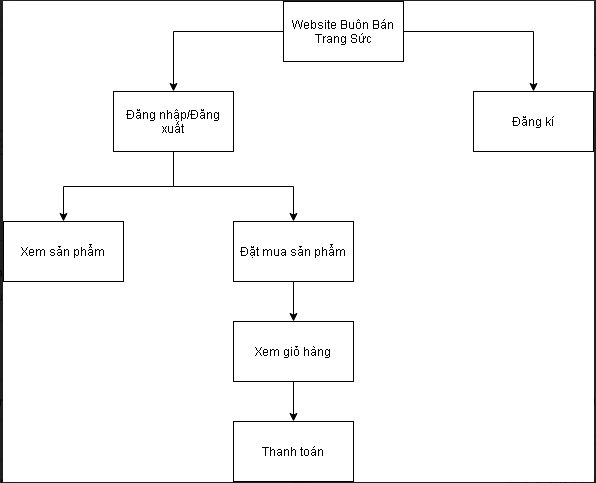 Website Buôn Bán
Trang Sức
Đăng nhập/Đăng
xuất
Đăng kí
Xem sản phẩm
Đặt mua sản phẩm
Xem giỏ hàng
Thanh toán